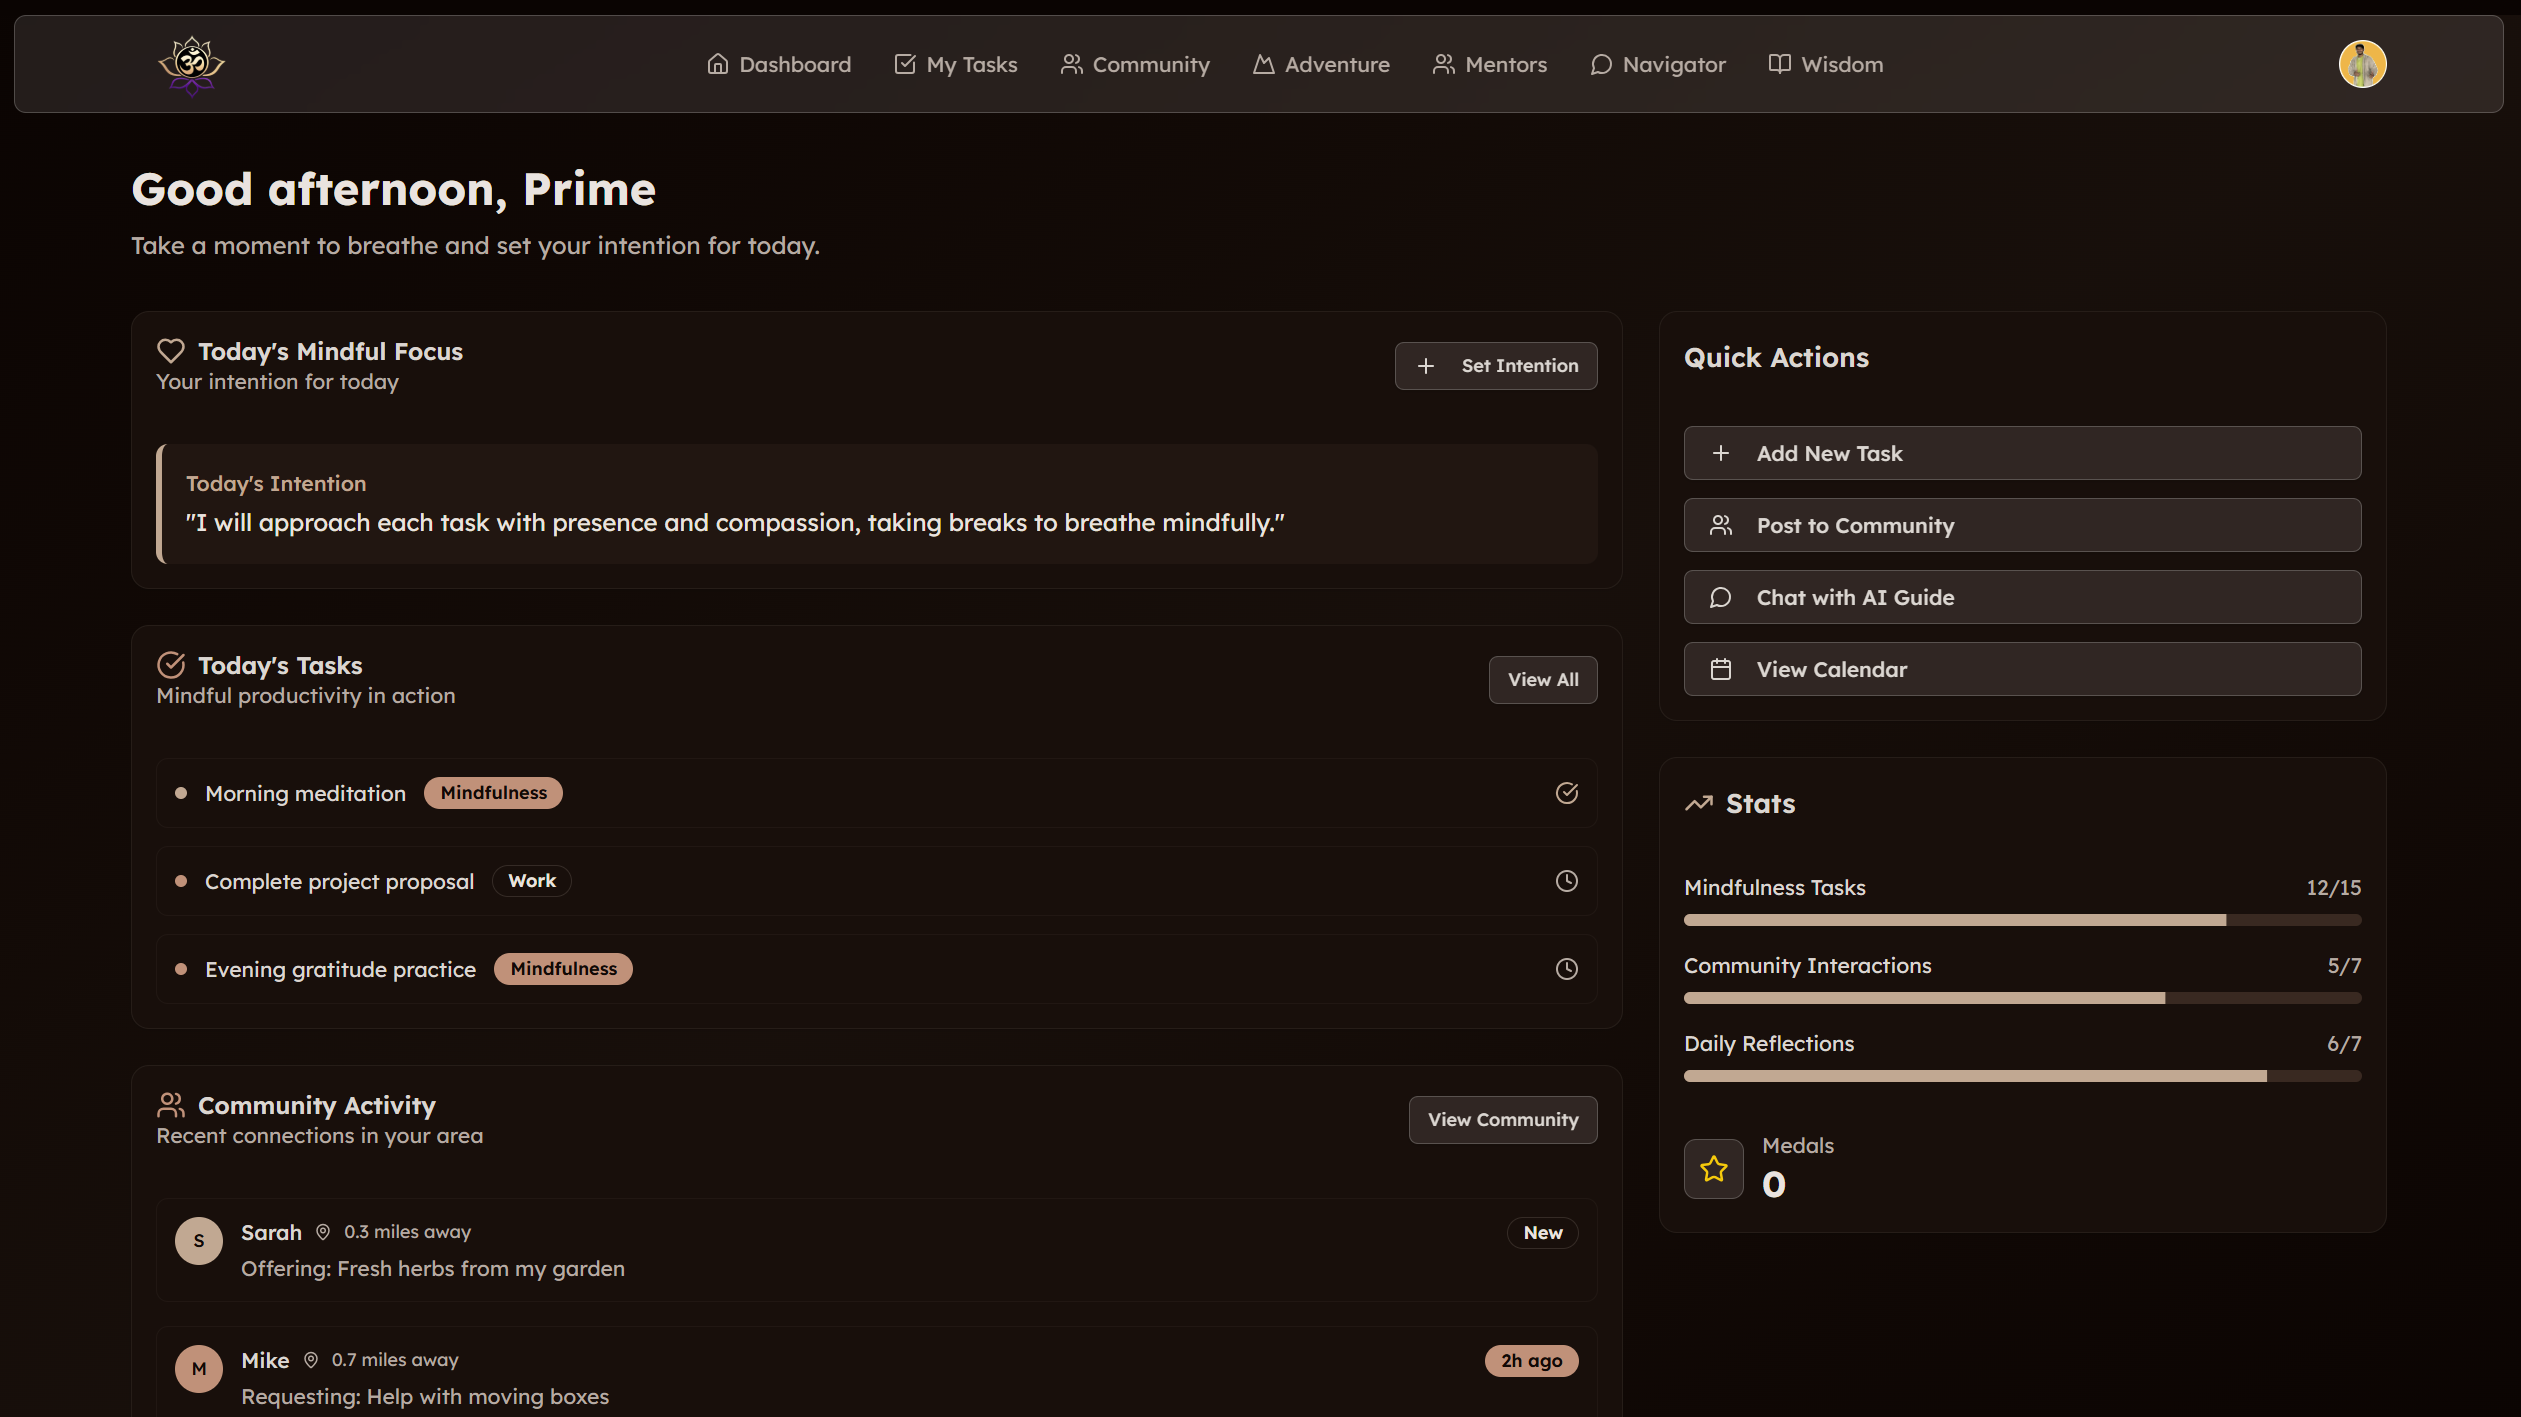 ॐ
Dashboard
My Tasks
Community
Adventure
Mentors
Navigator
Wisdom
Good afternoon, Prime
Take a moment to breathe and set your intention for today.
Today's Mindful Focus
Your intention for today
Set Intention
Today's Intention
"I will approach each task with presence and compassion, taking breaks to breathe mindfully."
Today's Tasks
Mindful productivity in action
View All
Morning meditation
Mindfulness
Complete project proposal
Work
Evening gratitude practice
Mindfulness
Community Activity
Recent connections in your area
View Community
S
Sarah
0.3 miles away
New
Offering: Fresh herbs from my garden
M
Mike
0.7 miles away
2h ago
Requesting: Help with moving boxes
Quick Actions
Add New Task
Post to Community
Chat with AI Guide
View Calendar
Stats
Mindfulness Tasks
12/15
Community Interactions
5/7
Daily Reflections
6/7
Medals
0